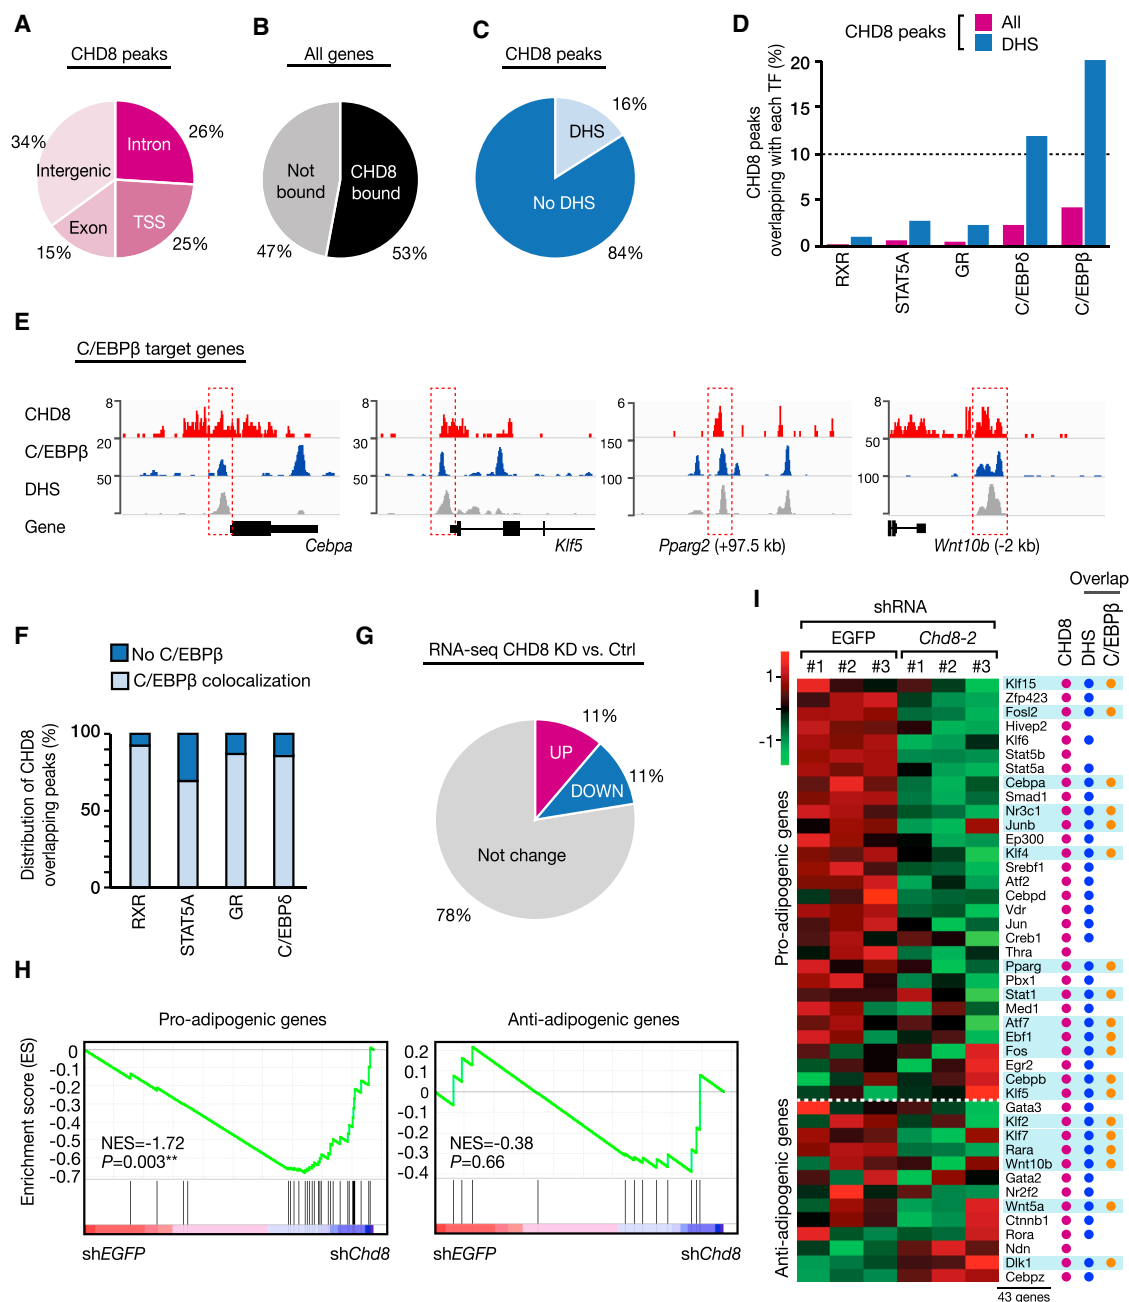 A
CHD8 peaks
34%
26%
Intron
Intergenic
Exon
TSS
15%
25%
B
All genes
Not
bound
CHD8
bound
47%
53%
C
CHD8 peaks
16%
DHS
No DHS
84%
D
CHD8 peaks
All
DHS
CHD8 peaks
overlapping with each TF (%)
20
15
10
5
0
RXR
STAT5A
GR
C/EBPδ
C/EBPβ
E
C/EBPβ target genes
CHD8
C/EBPβ
DHS
Gene
8
20
50
Cebpa
8
30
50
Klf5
6
150
100
Pparg2 (+97.5 kb)
8
50
100
Wnt10b (-2 kb)
F
No C/EBPβ
C/EBPβ colocalization
Distribution of CHD8
overlapping peaks (%)
100
50
0
RXR
STAT5A
GR
C/EBPδ
G
RNA-seq CHD8 KD vs. Ctrl
11%
UP
11%
DOWN
Not change
78%
H
Pro-adipogenic genes
Enrichment score (ES)
0
-0.1
-0.2
-0.3
-0.4
-0.5
-0.6
-0.7
NES=-1.72
P=0.003**
shEGFP
shChd8
Anti-adipogenic genes
0.2
0.1
0
-0.1
-0.2
-0.3
-0.4
NES=-0.38
P=0.66
shEGFP
shChd8
I
Overlap
shRNA
EGFP
Chd8-2
#1 #2 #3 #1 #2 #3
CHD8
DHS
C/EBPβ
1
-1
Pro-adipogenic genes
Anti-adipogenic genes
Klf15
Zfp423
Fosl2
Hivep2
Klf6
Stat5b
Stat5a
Cebpa
Smad1
Nr3c1
Junb
Ep300
Klf4
Srebf1
Atf2
Cebpd
Vdr
Jun
Creb1
Thra
Pparg
Pbx1
Stat1
Med1
Atf7
Ebf1
Fos
Egr2
Cebpb
Klf5
Gata3
Klf2
Klf7
Rara
Wnt10b
Gata2
Nr2f2
Wnt5a
Ctnnb1
Rora
Ndn
Dlk1
Cebpz
43 genes